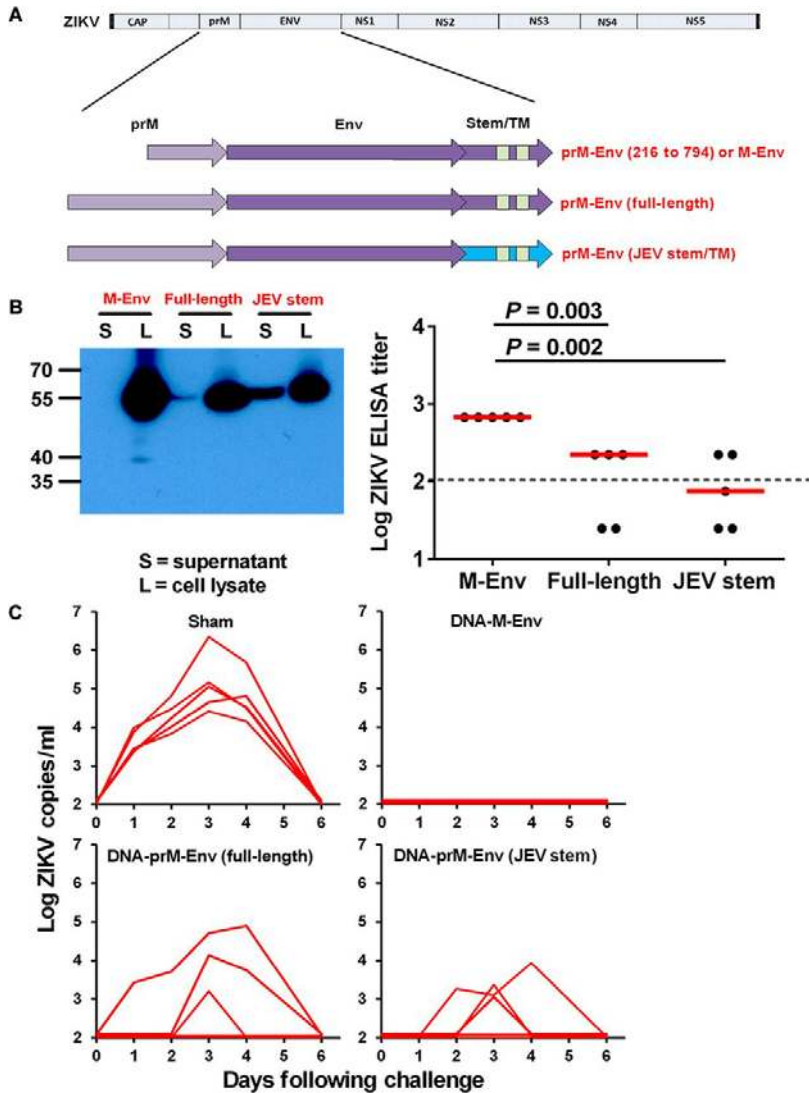 A
ZIKV CAP prM ENV NS1 NS2 NS3 NS4 NS5
prM Env Stem/TM
prM-Env (216 to 794) or M-Env
prM-Env (full-length)
prM-Env (JEV stem/TM)
B
M-Env Full-length JEV stem
S L S L S L
70
55
40
35
S = supernatant
L = cell lysate
P = 0.003
P = 0.002
Log ZIKV ELISA titer
4
3
2
1
M-Env Full-length JEV stem
C
Log ZIKV copies/ml
Sham
7
6
5
4
3
2
0 1 2 3 4 5 6
DNA-M-Env
7
6
5
4
3
2
0 1 2 3 4 5 6
DNA-prM-Env (full-length)
7
6
5
4
3
2
0 1 2 3 4 5 6
DNA-prM-Env (JEV stem)
7
6
5
4
3
2
0 1 2 3 4 5 6
Days following challenge